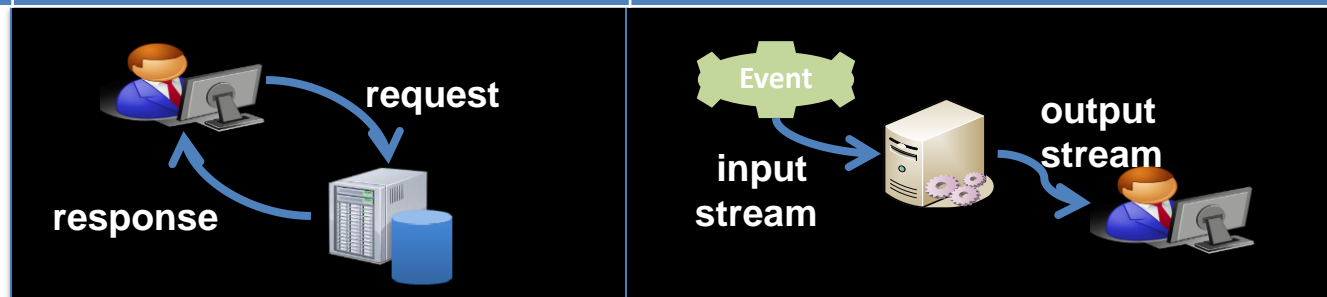 request
response
Event
input
stream
output
stream